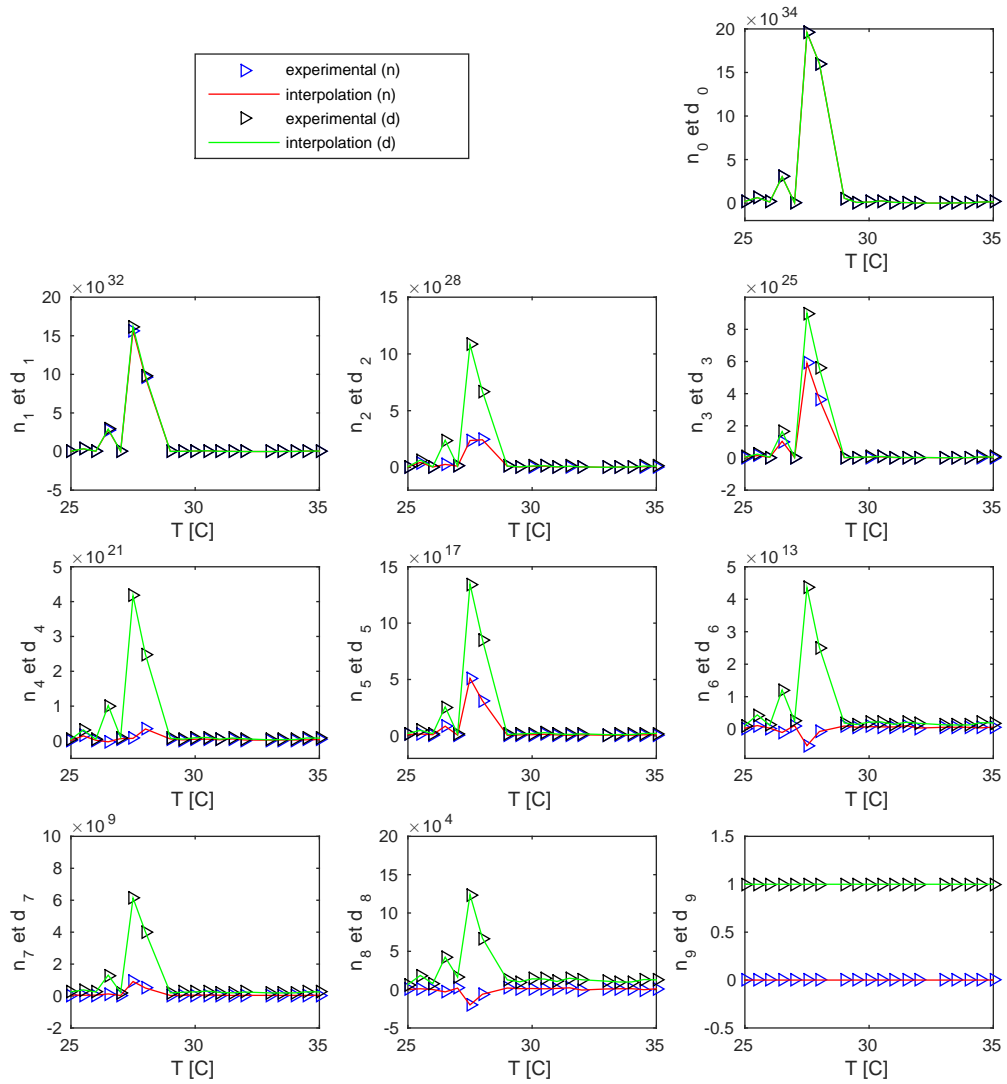 experimental (n)
interpolation (n)
experimental (d)
interpolation (d)
×10^34
20
15
10
5
0
25 30 35
T [C]
n_0 et d_0
×10^32
20
15
10
5
0
-5
25 30 35
T [C]
n_1 et d_1
×10^28
15
10
5
0
25 30 35
T [C]
n_2 et d_2
×10^25
8
6
4
2
0
-2
25 30 35
T [C]
n_3 et d_3
×10^21
5
4
3
2
1
0
25 30 35
T [C]
n_4 et d_4
×10^17
15
10
5
0
25 30 35
T [C]
n_5 et d_5
×10^13
5
4
3
2
1
0
25 30 35
T [C]
n_6 et d_6
×10^9
10
8
6
4
2
0
-2
25 30 35
T [C]
n_7 et d_7
×10^4
20
15
10
5
0
-5
25 30 35
T [C]
n_8 et d_8
1.5
1
0.5
0
-0.5
25 30 35
T [C]
n_9 et d_9